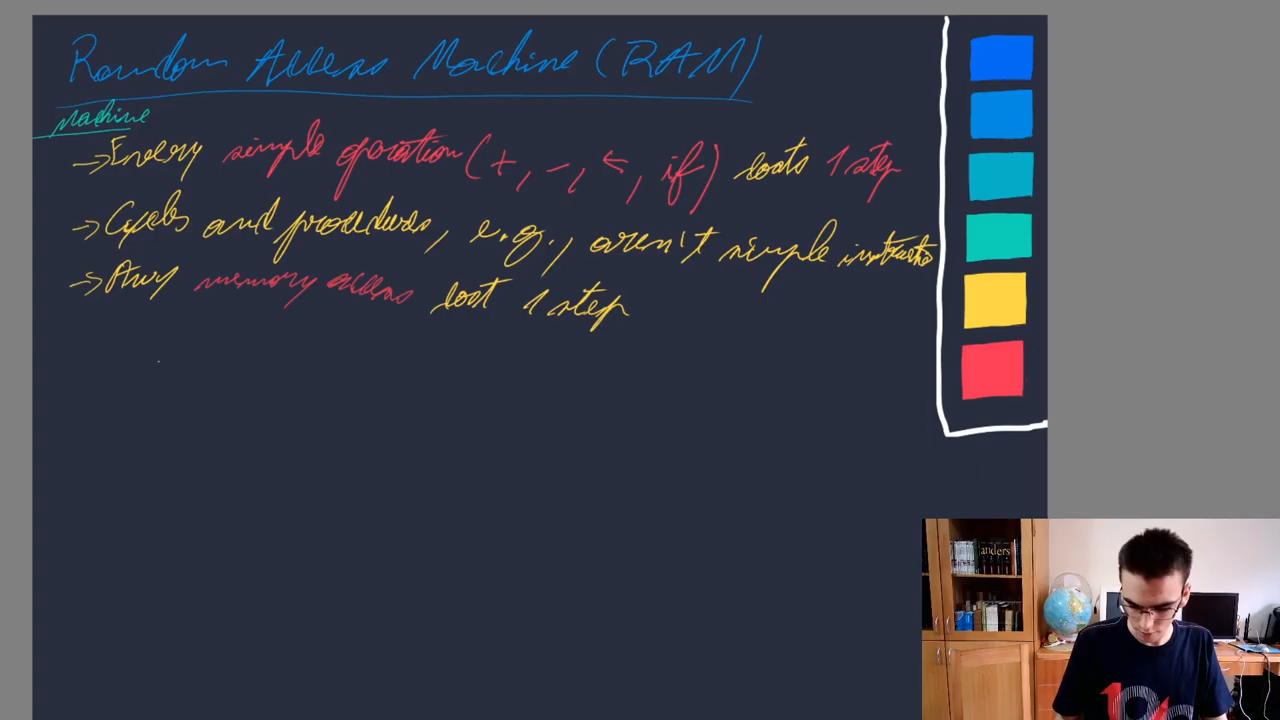 Random Access Machine (RAM)
Machine
→ Every simple operation (+, -, ←, if) costs 1 step
→ Cycles and procedures, e.g., aren't simple
→ Any memory access cost 1 step
anders